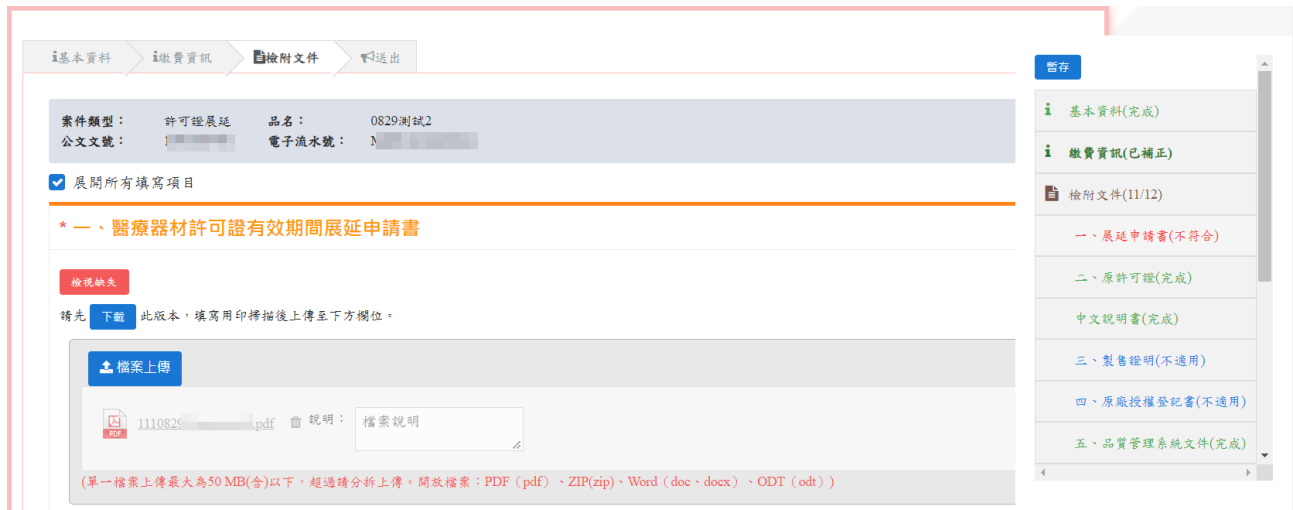 基本資料 繳費資訊 檢附文件 送出
案件類型: 許可證展延 品名: 0829測試2
公文文號: 電子流水號:
展開所有填寫項目
* 一、醫療器材許可證有效期間展延申請書
檢視缺失
請先 下載 此版本,填寫用印掃描後上傳至下方欄位。
檔案上傳
PDF 1110829 .pdf 說明: 檔案說明
(單一檔案上傳最大為50 MB(含)以下,超過請分拆上傳。開放檔案:PDF(pdf)、ZIP(zip)、Word(doc、docx)、ODT(odt))
暫存
基本資料(完成)
繳費資訊(已補正)
檢附文件(11/12)
一、展延申請書(不符合)
二、原許可證(完成)
中文說明書(完成)
三、製售證明(不適用)
四、原廠授權登記書(不適用)
五、品質管理系統文件(完成)